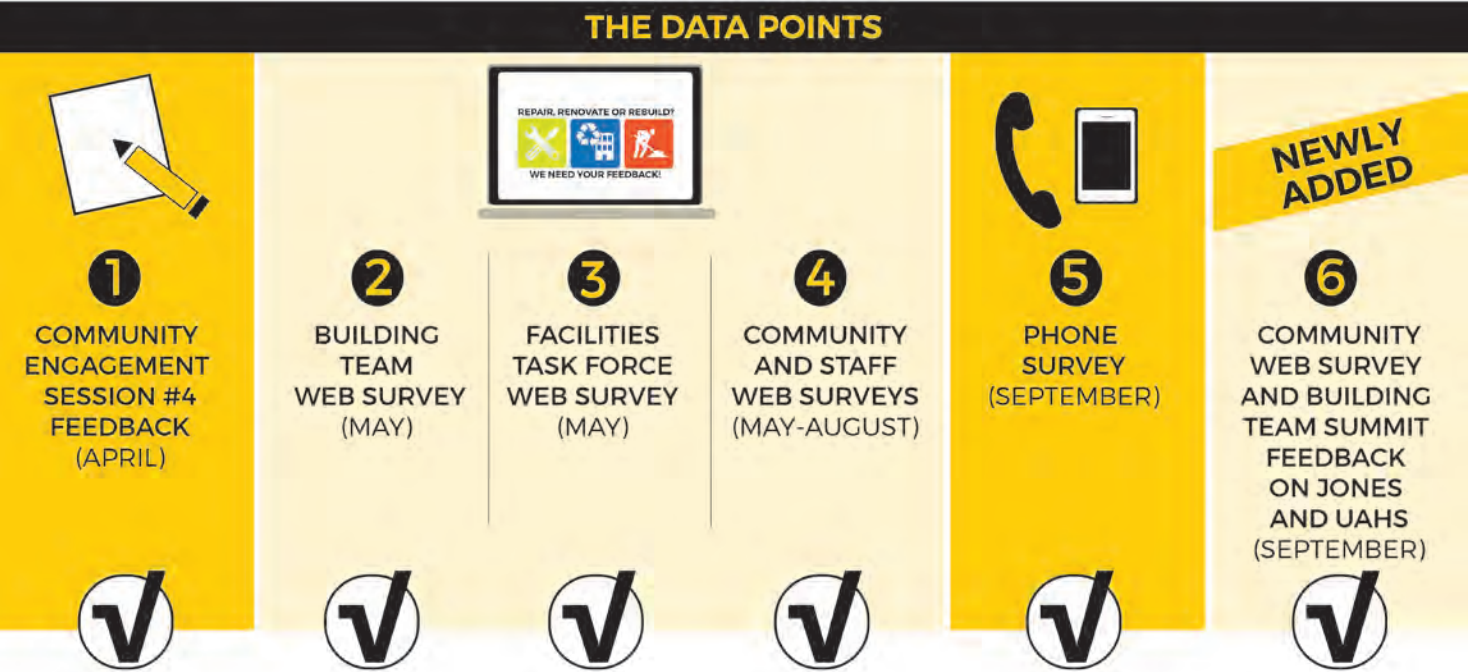 THE DATA POINTS
REPAIR, RENOVATE OR REBUILD?
WE NEED YOUR FEEDBACK!
NEWLY
ADDED
1
COMMUNITY
ENGAGEMENT
SESSION #4
FEEDBACK
(APRIL)
2
BUILDING
TEAM
WEB SURVEY
(MAY)
3
FACILITIES
TASK FORCE
WEB SURVEY
(MAY)
4
COMMUNITY
AND STAFF
WEB SURVEYS
(MAY-AUGUST)
5
PHONE
SURVEY
(SEPTEMBER)
6
COMMUNITY
WEB SURVEY
AND BUILDING
TEAM SUMMIT
FEEDBACK
ON JONES
AND UAHS
(SEPTEMBER)